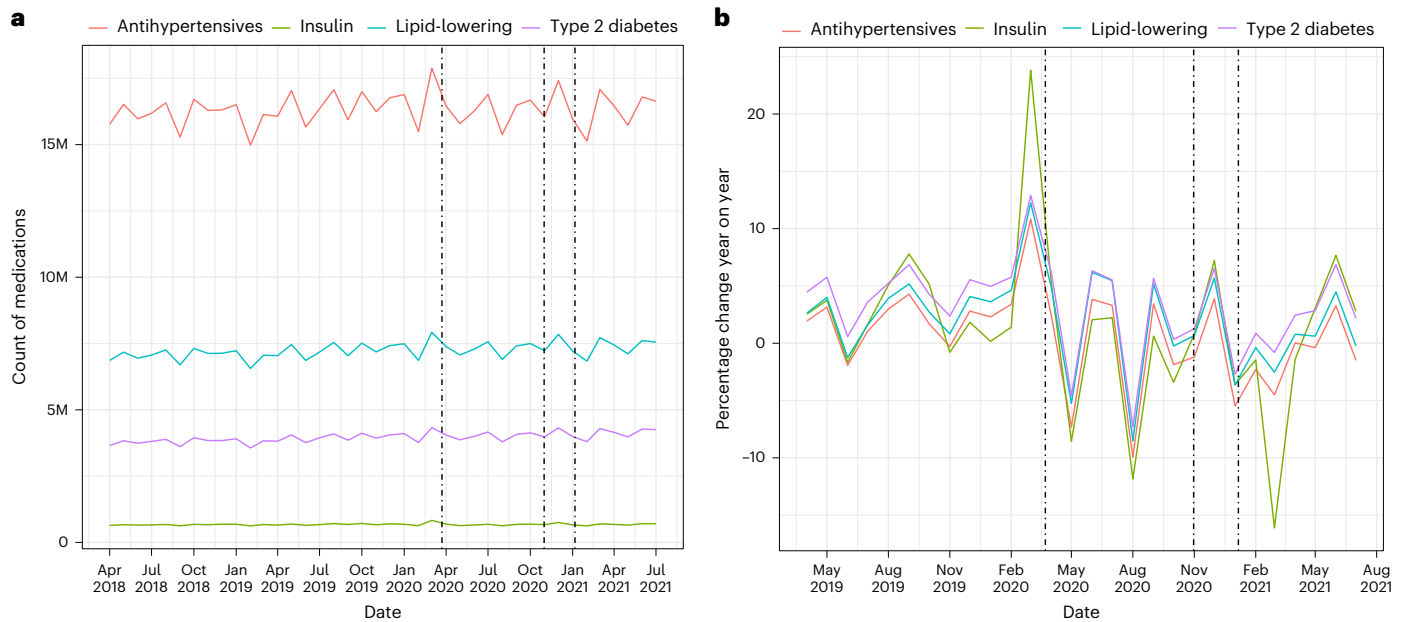 a
Antihypertensives Insulin Lipid-lowering Type 2 diabetes
Count of medications
15M
10M
5M
0
Apr Jul Oct Jan Apr Jul Oct Jan Apr Jul Oct Jan Apr Jul
2018 2018 2018 2019 2019 2019 2019 2020 2020 2020 2020 2021 2021 2021
Date
b
Antihypertensives Insulin Lipid-lowering Type 2 diabetes
Percentage change year on year
20
10
0
–10
May Aug Nov Feb May Aug Nov Feb May Aug
2019 2019 2019 2020 2020 2020 2020 2021 2021 2021
Date